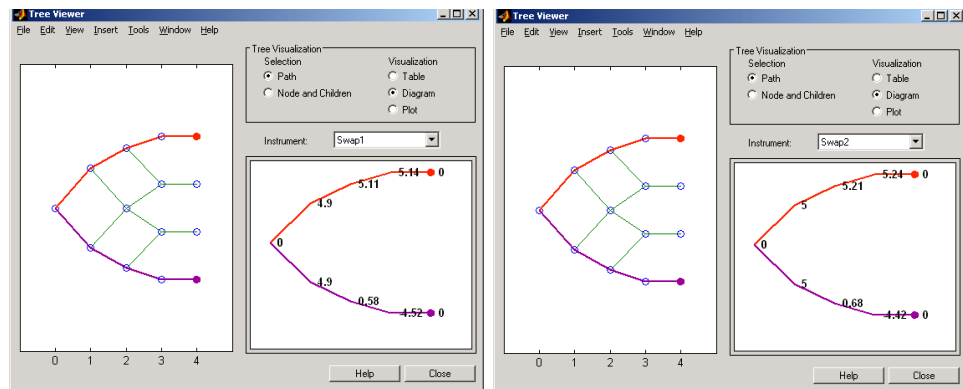 Tree Viewer
File Edit View Insert Tools Window Help
Tree Visualization
Selection
Visualization
Path
Table
Node and Children
Diagram
Plot
Instrument: Swap1
5.14 0
5.11
4.9
0
4.9
0.58
-4.52 0
0 1 2 3 4
Help Close
Tree Viewer
File Edit View Insert Tools Window Help
Tree Visualization
Selection
Visualization
Path
Table
Node and Children
Diagram
Plot
Instrument: Swap2
5.24 0
5.21
5
0
5
0.68
-4.42 0
0 1 2 3 4
Help Close